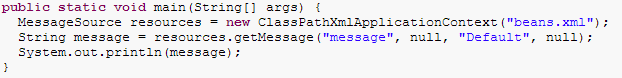 public static void main(String[] args) {
  MessageSource resources = new ClassPathXmlApplicationContext("beans.xml");
  String message = resources.getMessage("message", null, "Default", null);
  System.out.println(message);
}